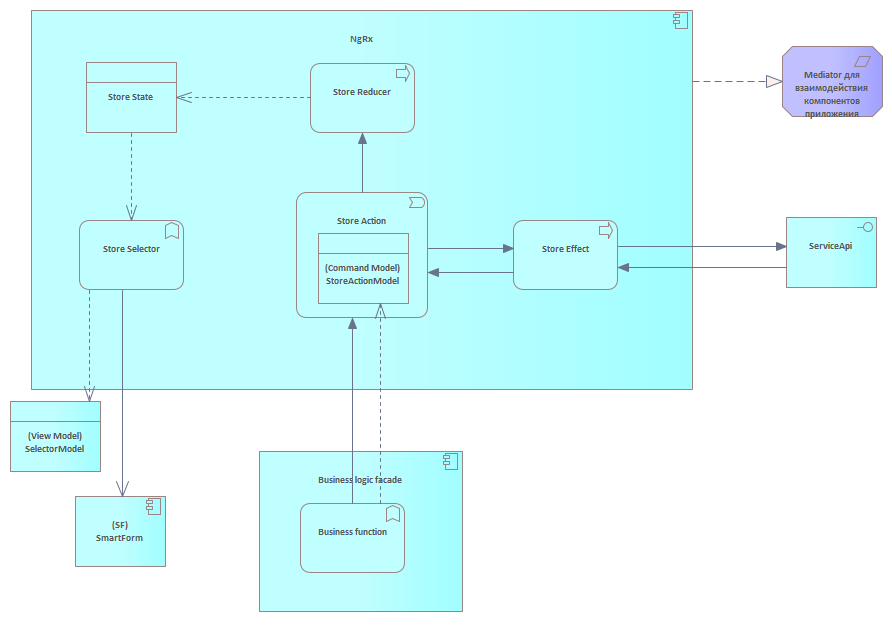 NgRx
Store State
Store Reducer
Mediator для
взаимодействия
компонентов
приложения
Store Action
(Command Model)
StoreActionModel
Store Selector
Store Effect
ServiceApi
(View Model)
SelectorModel
(SF)
SmartForm
Business logic facade
Business function